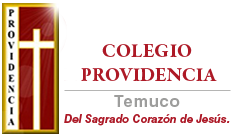 PROVIDENCIA
COLEGIO
PROVIDENCIA
Temuco
Del Sagrado Corazón de Jesús.